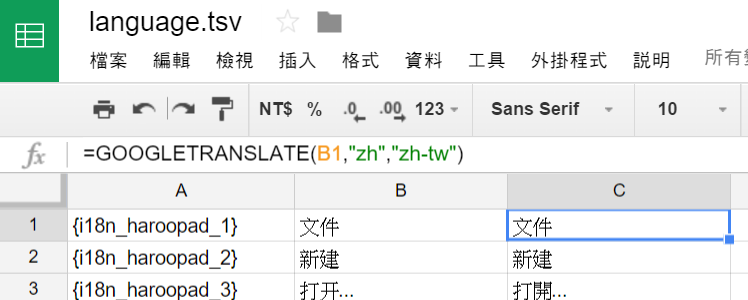 language.tsv
檔案 編輯 檢視 插入 格式 資料 工具 外掛程式 説明 所有
NT$ % .0 .00 123 Sans Serif 10
fx =GOOGLETRANSLATE(B1,"zh","zh-tw")
A B C
1 {i18n_haroopad_1} 文件 文件
2 {i18n_haroopad_2} 新建 新建
3 {i18n_haroopad_3} 打开... 打開...